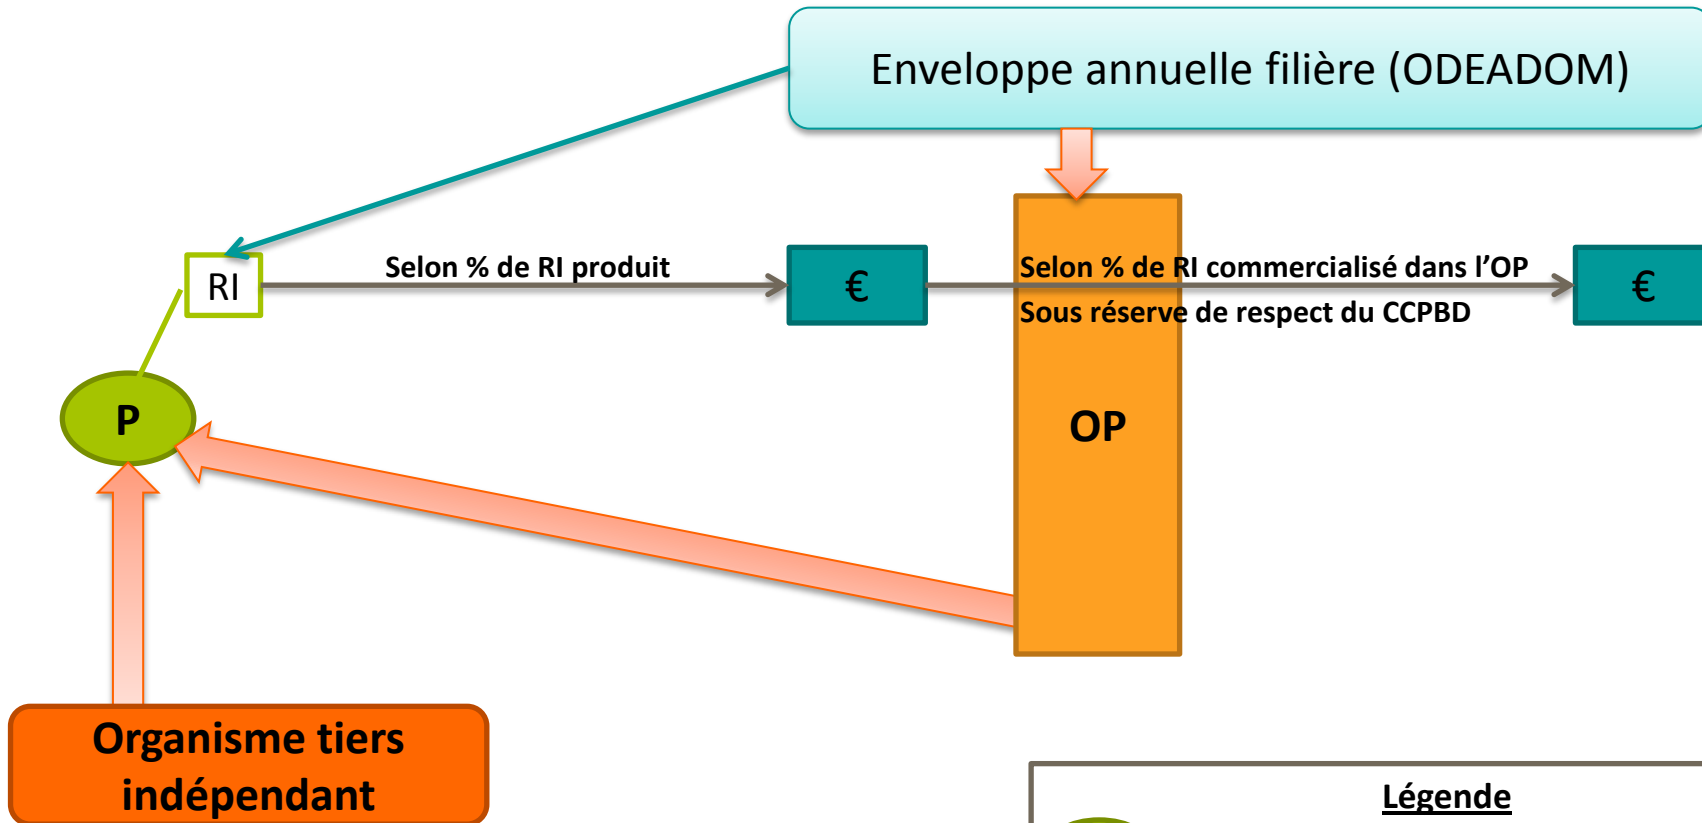 Enveloppe annuelle filière (ODEADOM)
RI
Selon % de RI produit
€
Selon % de RI commercialisé dans l’OP
Sous réserve de respect du CCPBD
€
P
OP
Organisme tiers
indépendant
Légende